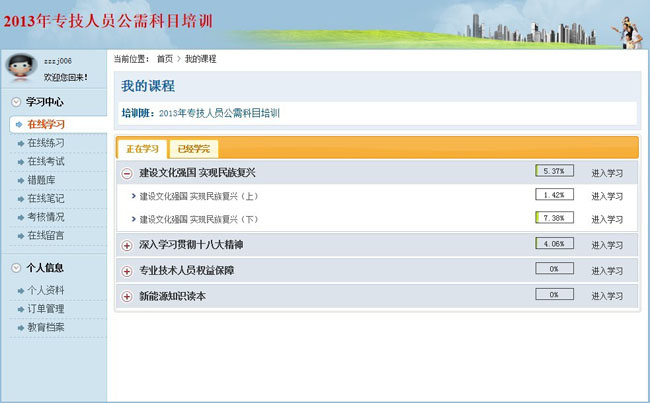 2013年专技人员公需科目培训
zzzj006
欢迎您回来！
学习中心
在线学习
在线练习
在线考试
错题库
在线笔记
考核情况
在线留言
个人信息
个人资料
订单管理
教育档案
当前位置： 首页 > 我的课程
我的课程
培训班：2013年专技人员公需科目培训
正在学习 已经学完
建设文化强国 实现民族复兴 5.37% 进入学习
建设文化强国 实现民族复兴（上） 1.42% 进入学习
建设文化强国 实现民族复兴（下） 7.38% 进入学习
深入学习贯彻十八大精神 4.06% 进入学习
专业技术人员权益保障 0% 进入学习
新能源知识读本 0% 进入学习